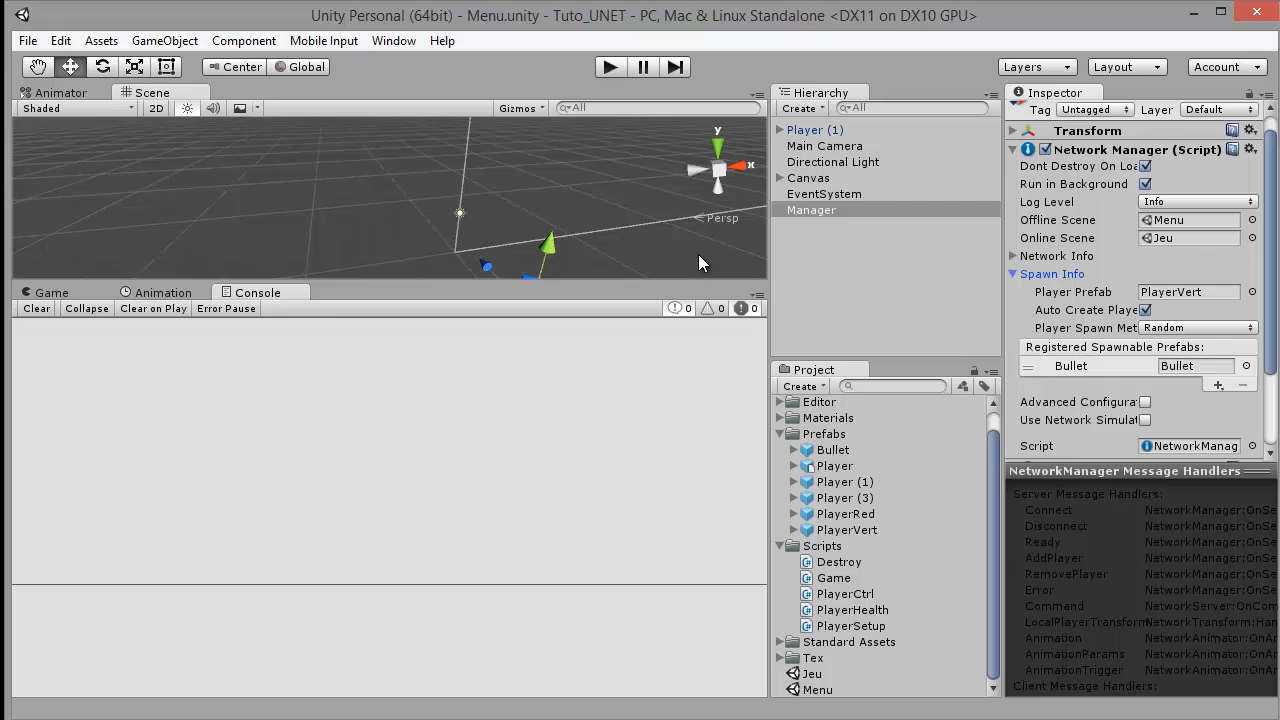 Unity Personal (64bit) - Menu.unity - Tuto_UNET - PC, Mac & Linux Standalone <DX11 on DX10 GPU>
File Edit Assets GameObject Component Mobile Input Window Help
Center Global Layers Layout Account
Animator Scene
Shaded 2D Gizmos All
y
x
Persp
Game Animation Console
Clear Collapse Clear on Play Error Pause 0 0 0
Hierarchy
Create All
Player (1)
Main Camera
Directional Light
Canvas
EventSystem
Manager
Project
Create
Editor
Materials
Prefabs
Bullet
Player
Player (1)
Player (3)
PlayerRed
PlayerVert
Scripts
Destroy
Game
PlayerCtrl
PlayerHealth
PlayerSetup
Standard Assets
Tex
Jeu
Menu
Inspector
Tag Untagged Layer Default
Transform
Network Manager (Script)
Dont Destroy On Loa
Run in Background
Log Level Info
Offline Scene Menu
Online Scene Jeu
Network Info
Spawn Info
Player Prefab PlayerVert
Auto Create Playe
Player Spawn Met Random
Registered Spawnable Prefabs:
Bullet Bullet
Advanced Configura
Use Network Simulat
Script NetworkManag
NetworkManager Message Handlers
Server Message Handlers:
Connect NetworkManager:OnSe
Disconnect NetworkManager:OnSe
Ready NetworkManager:OnSe
AddPlayer NetworkManager:OnSe
RemovePlayer NetworkManager:OnSe
Error NetworkManager:OnSe
Command NetworkServer:OnCom
LocalPlayerTransform NetworkTransform:Han
Animation NetworkAnimator:OnAn
AnimationParams NetworkAnimator:OnAn
AnimationTrigger NetworkAnimator:OnAn
Client Message Handlers: